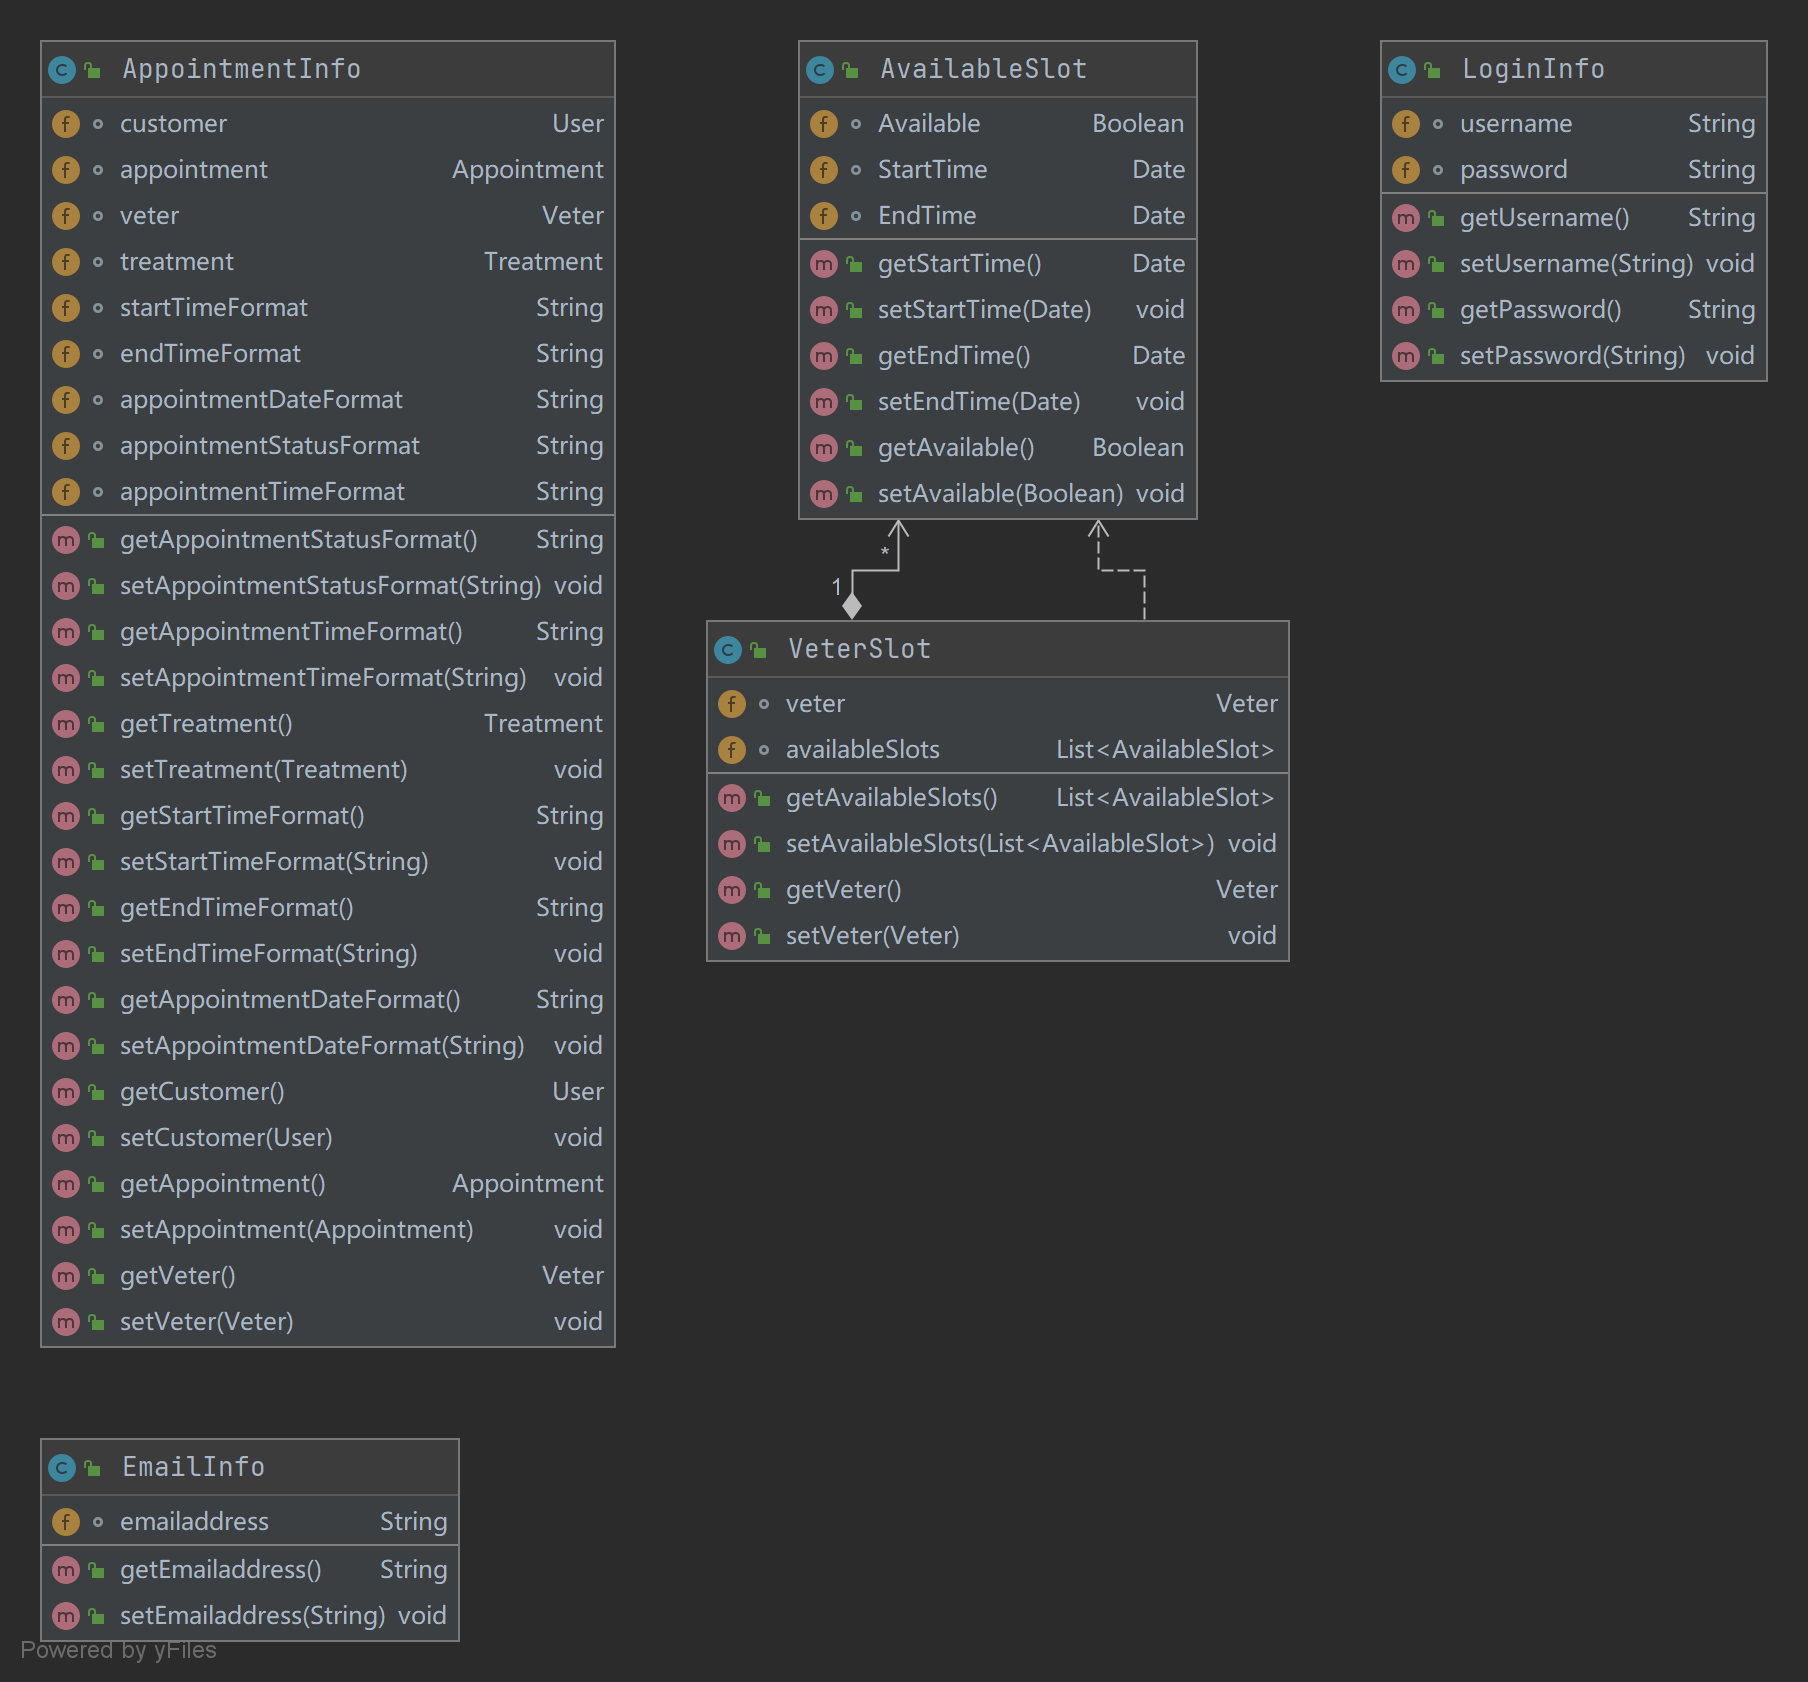 AppointmentInfo
customer User
appointment Appointment
veter Veter
treatment Treatment
startTimeFormat String
endTimeFormat String
appointmentDateFormat String
appointmentStatusFormat String
appointmentTimeFormat String
getAppointmentStatusFormat() String
setAppointmentStatusFormat(String) void
getAppointmentTimeFormat() String
setAppointmentTimeFormat(String) void
getTreatment() Treatment
setTreatment(Treatment) void
getStartTimeFormat() String
setStartTimeFormat(String) void
getEndTimeFormat() String
setEndTimeFormat(String) void
getAppointmentDateFormat() String
setAppointmentDateFormat(String) void
getCustomer() User
setCustomer(User) void
getAppointment() Appointment
setAppointment(Appointment) void
getVeter() Veter
setVeter(Veter) void
AvailableSlot
Available Boolean
StartTime Date
EndTime Date
getStartTime() Date
setStartTime(Date) void
getEndTime() Date
setEndTime(Date) void
getAvailable() Boolean
setAvailable(Boolean) void
*
1
VeterSlot
veter Veter
availableSlots List<AvailableSlot>
getAvailableSlots() List<AvailableSlot>
setAvailableSlots(List<AvailableSlot>) void
getVeter() Veter
setVeter(Veter) void
LoginInfo
username String
password String
getUsername() String
setUsername(String) void
getPassword() String
setPassword(String) void
EmailInfo
emailaddress String
getEmailaddress() String
setEmailaddress(String) void
Powered by yFiles